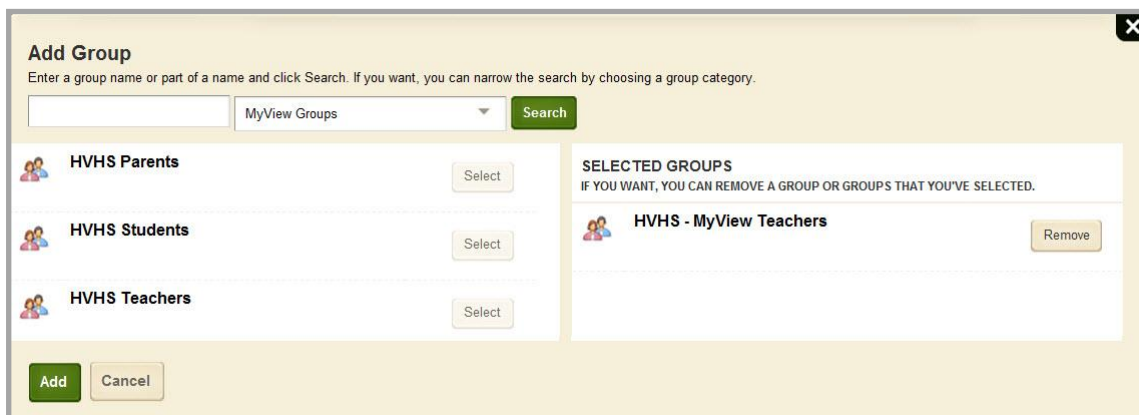 Add Group
Enter a group name or part of a name and click Search. If you want, you can narrow the search by choosing a group category.
MyView Groups
Search
HVHS Parents
Select
HVHS Students
Select
HVHS Teachers
Select
SELECTED GROUPS
IF YOU WANT, YOU CAN REMOVE A GROUP OR GROUPS THAT YOU'VE SELECTED.
HVHS - MyView Teachers
Remove
Add
Cancel